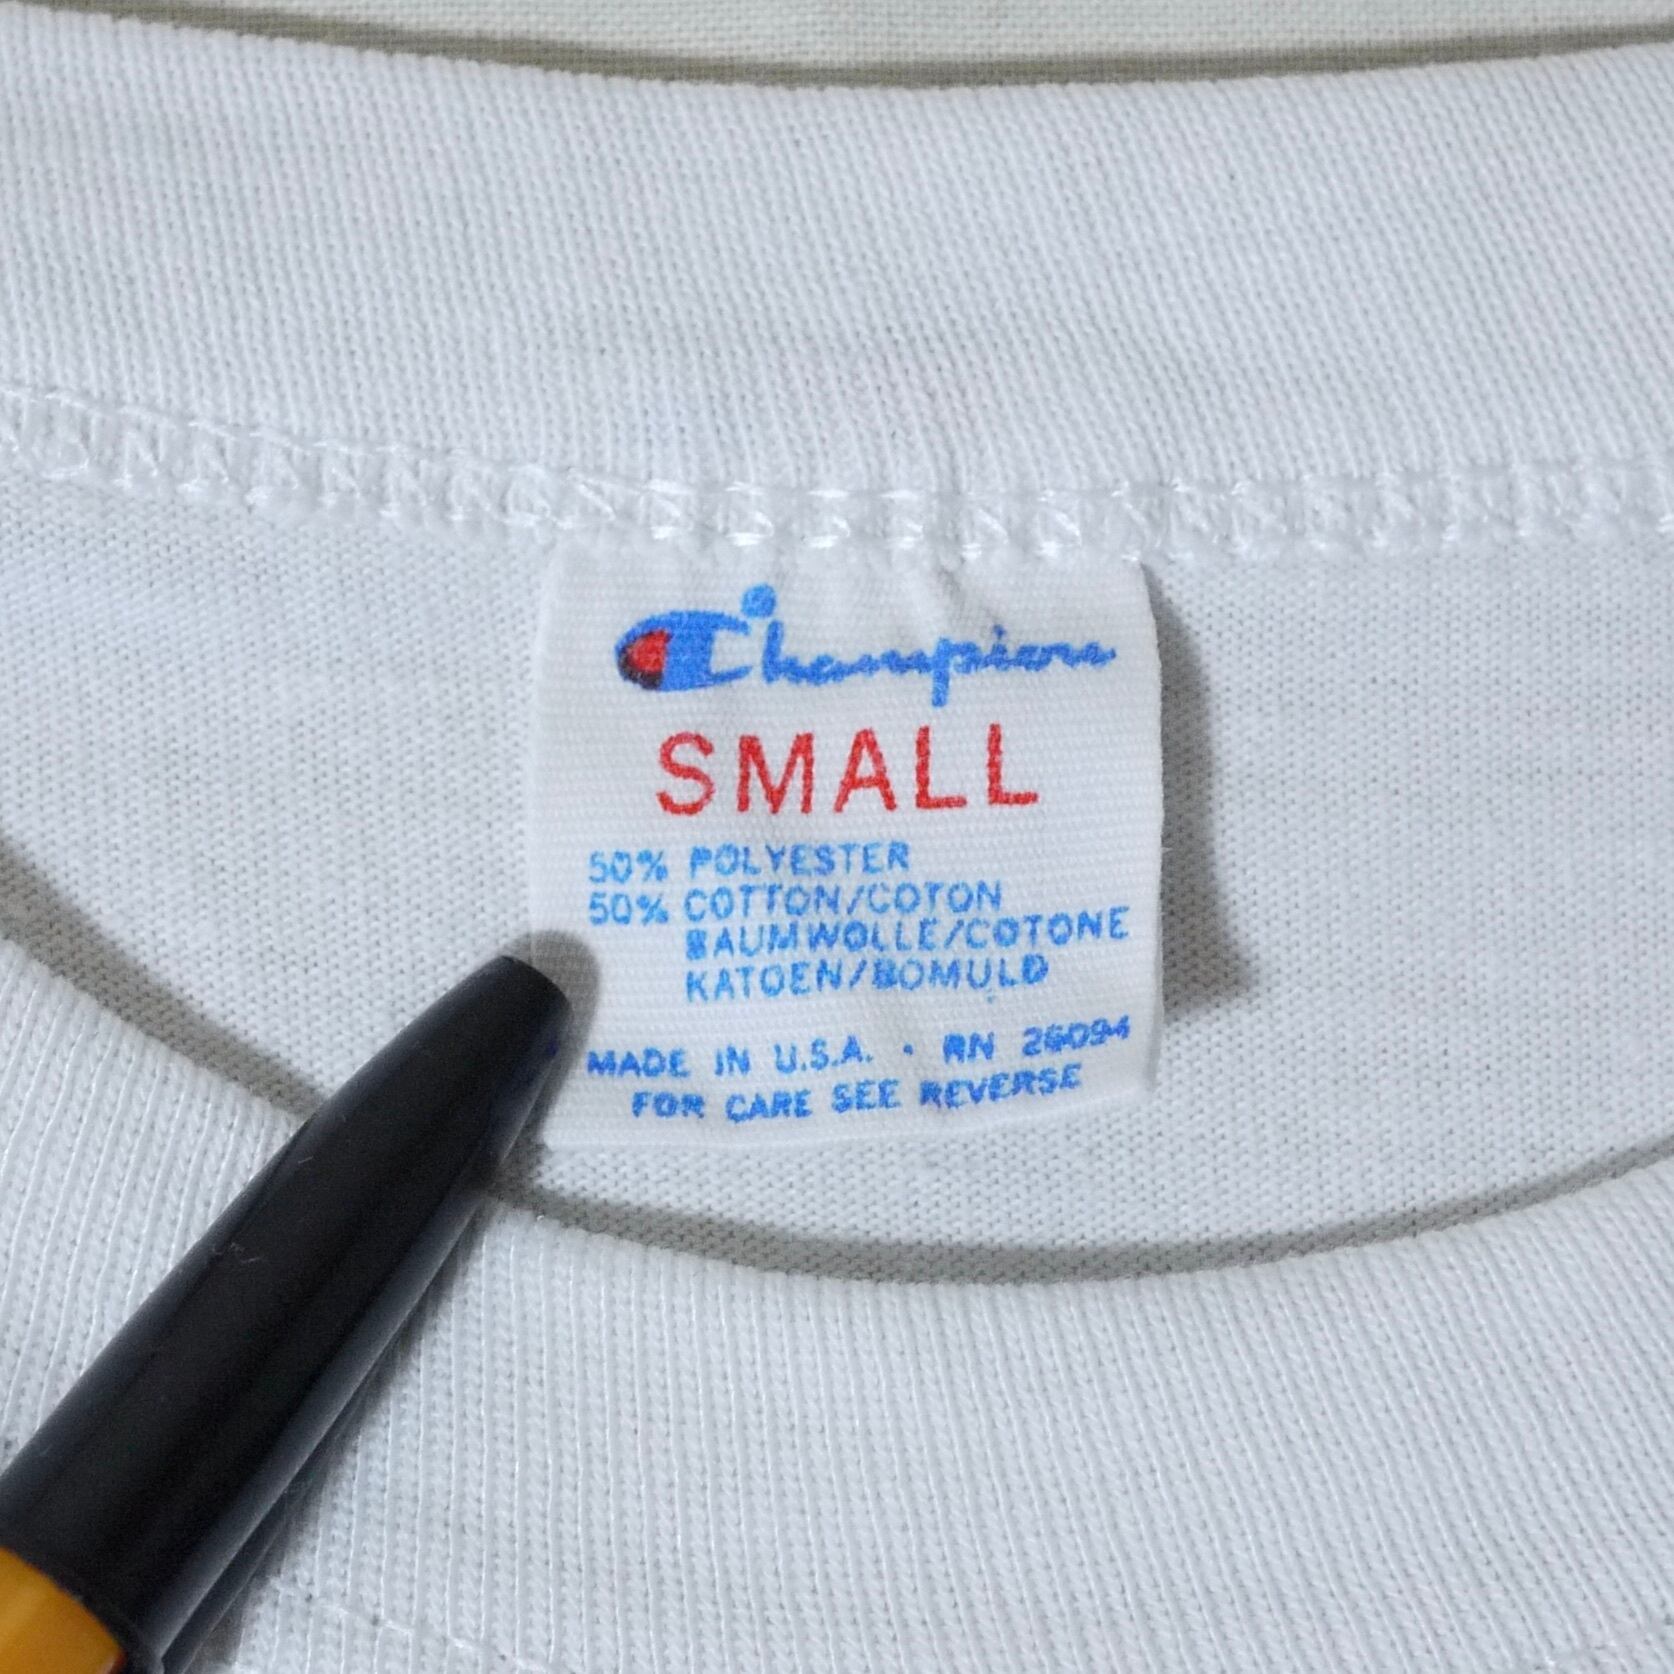 Champion
SMALL
50% POLYESTER
50% COTTON/COTON
BAUMWOLLE/COTONE
KATOEN/BOMULD
MADE IN U.S.A. · RN 26094
FOR CARE SEE REVERSE